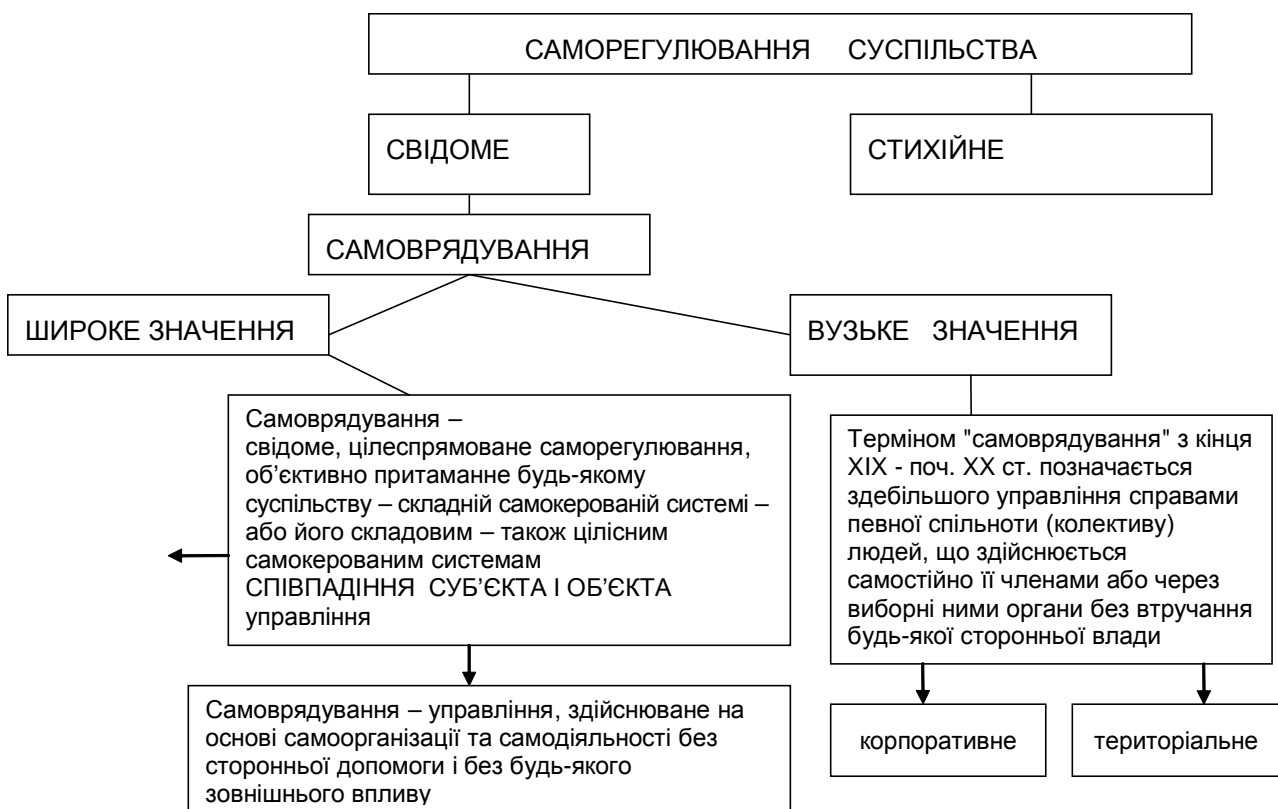 САМОРЕГУЛЮВАННЯ СУСПІЛЬСТВА
СВІДОМЕ
СТИХІЙНЕ
САМОВРЯДУВАННЯ
ШИРОКЕ ЗНАЧЕННЯ
ВУЗЬКЕ ЗНАЧЕННЯ
Самоврядування –
свідоме, цілеспрямоване саморегулювання,
об’єктивно притаманне будь-якому
суспільству – складній самокерованій системі –
або його складовим – також цілісним
самокерованим системам
СПІВПАДІННЯ СУБ’ЄКТА І ОБ’ЄКТА
управління
Терміном "самоврядування" з кінця
XIX - поч. XX ст. позначається
здебільшого управління справами
певної спільноти (колективу)
людей, що здійснюється
самостійно її членами або через
виборні ними органи без втручання
будь-якої сторонньої влади
Самоврядування – управління, здійснюване на
основі самоорганізації та самодіяльності без
сторонньої допомоги і без будь-якого
зовнішнього впливу
корпоративне
територіальне